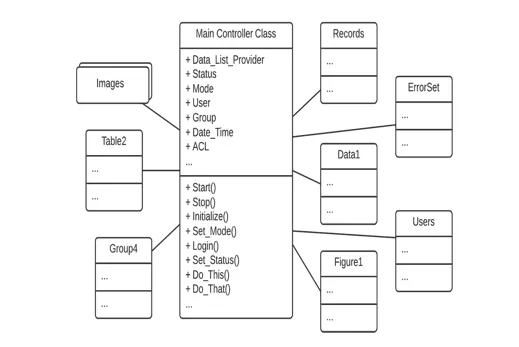 Main Controller Class
+ Data_List_Provider
+ Status
+ Mode
+ User
+ Group
+ Date_Time
+ ACL
...
+ Start()
+ Stop()
+ Initialize()
+ Set_Mode()
+ Login()
+ Set_Status()
+ Do_This()
+ Do_That()
...
Images
Table2
...
...
Group4
...
...
Records
...
...
ErrorSet
...
...
Data1
...
...
Users
...
...
Figure1
...
...